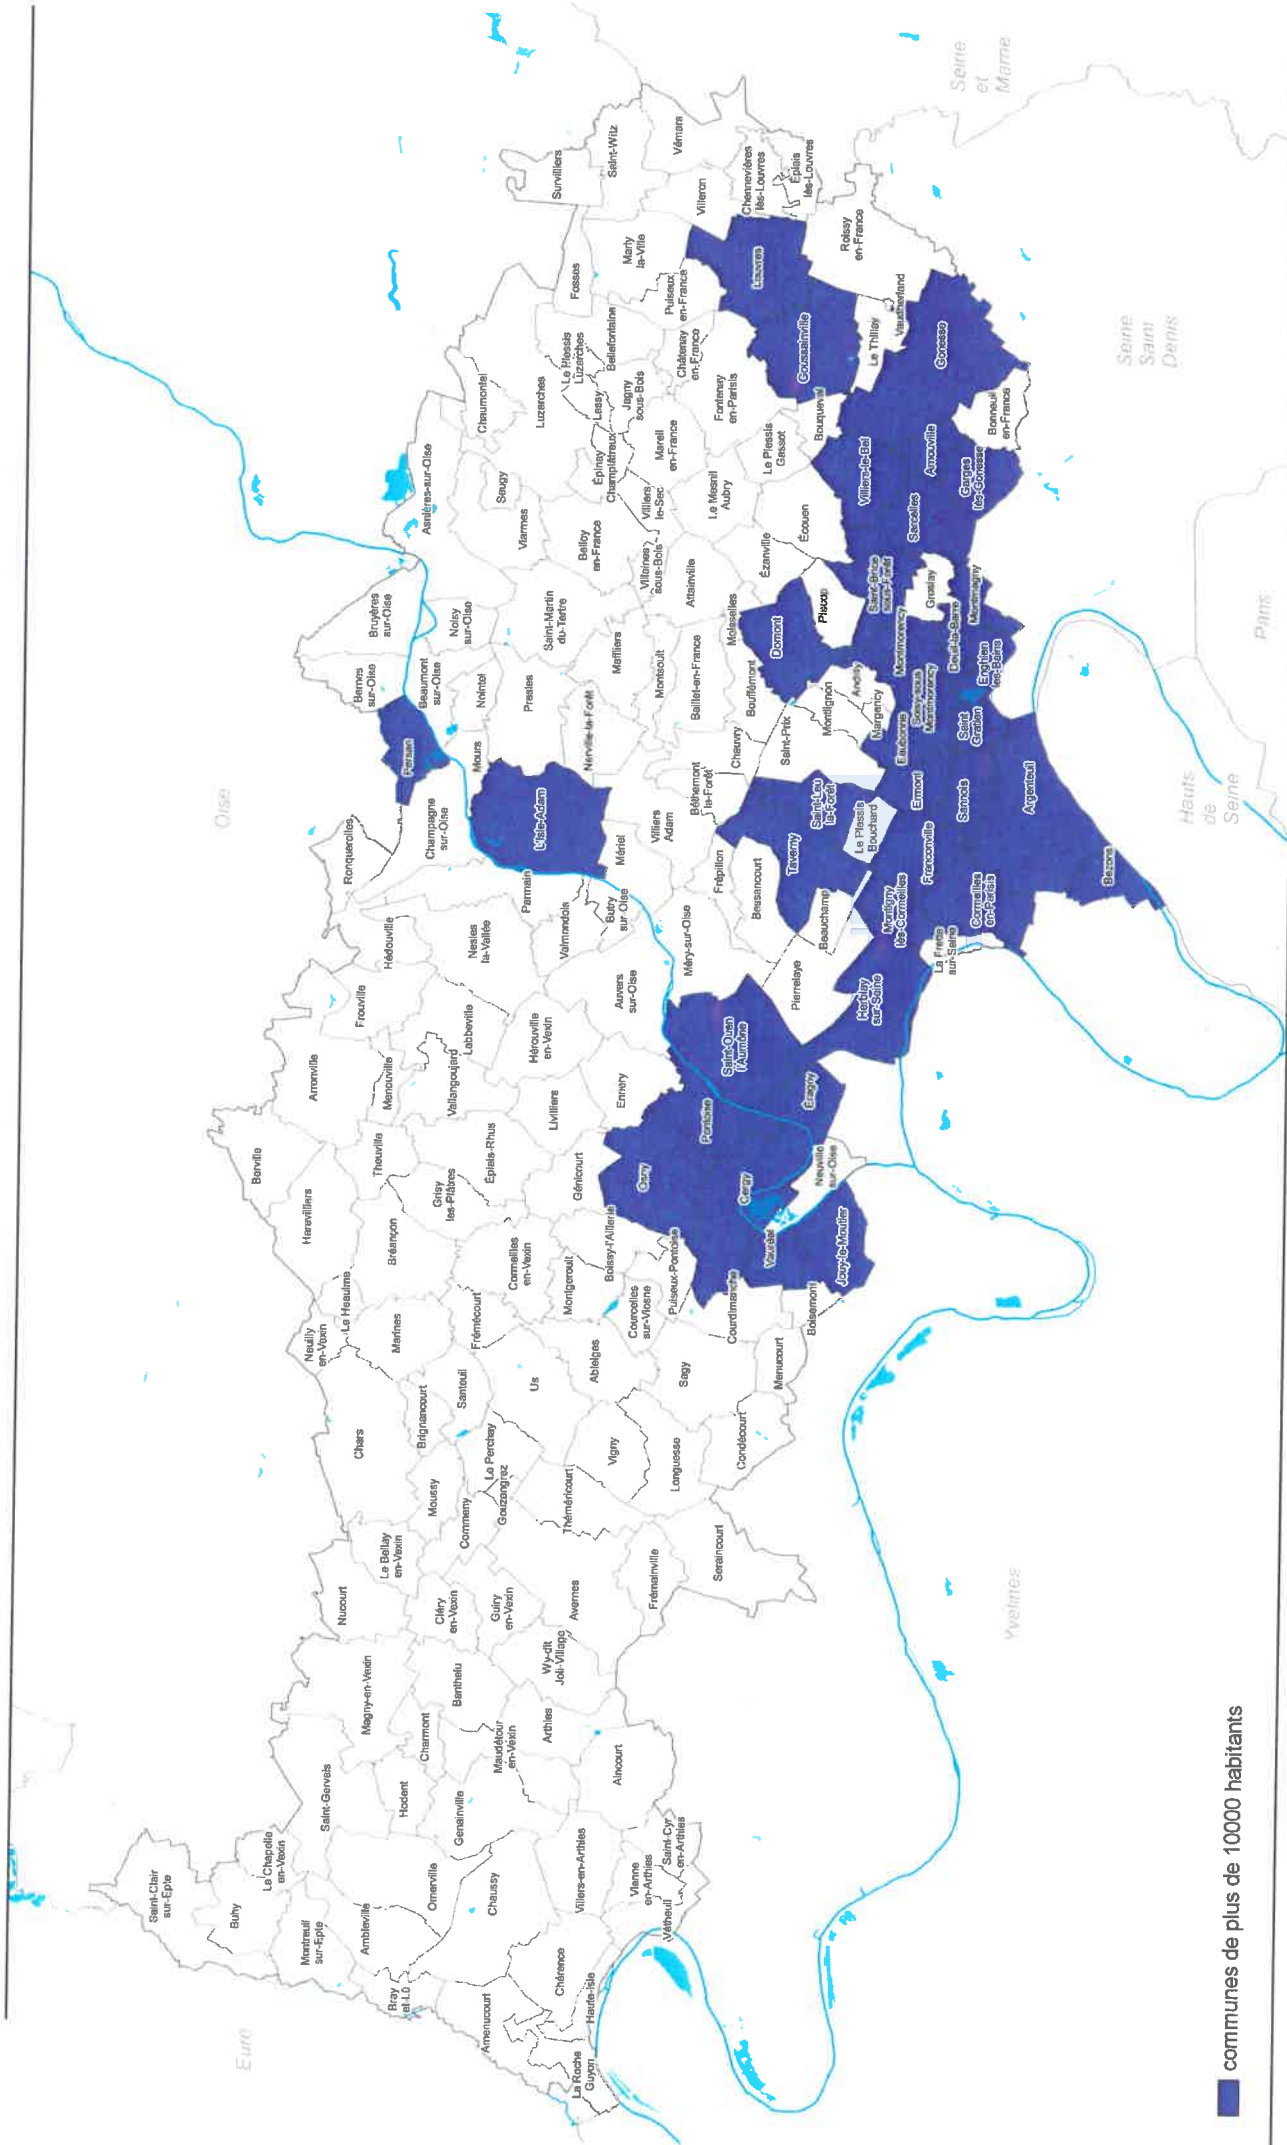 Saint-Clair
sur-Epte
Buhy
La Chapelle
en-Vexin
Montreuil
sur-Epte
Saint-Gervais
Ambleville
Magny-en-Vexin
Hodent
Omerville
Bray
et-Lû
Charmont
Banthelu
Genainville
Chaussy
Maudétour
en-Vexin
Amenucourt
Arthies
Wy-dit
Joli-Village
Chérence
Villers-en-Arthies
Aincourt
Haute-Isle
La Roche
Guyon
Vienne
en-Arthies
Saint-Cyr
en-Arthies
Vétheuil
Nucourt
Le Bellay
en-Vexin
Cléry
en-Vexin
Guiry
en-Vexin
Avernes
Frémainville
Seraincourt
Chars
Moussy
Commeny
Brignancourt
Santeuil
Le Perchay
Gouzangrez
Théméricourt
Us
Vigny
Longuesse
Condécourt
Sagy
Ableiges
Menucourt
Neuilly
en-Vexin
Le Heaulme
Marines
Frémécourt
Bréançon
Haravilliers
Berville
Theuville
Grisy
les-Plâtres
Cormeilles
en-Vexin
Montgeroult
Boissy-l'Aillerie
Courcelles
sur-Viosne
Puiseux-Pontoise
Courdimanche
Boisemont
Vauréal
Jouy-le-Moutier
Cergy
Osny
Génicourt
Épiais-Rhus
Livilliers
Ennery
Pontoise
Neuville
sur-Oise
Éragny
Saint-Ouen
l'Aumône
Arronville
Menouville
Vallangoujard
Labbeville
Frouville
Hédouville
Hérouville
en-Vexin
Auvers
sur-Oise
Nesles
la-Vallée
Valmondois
Butry
sur-Oise
Parmain
Ronquerolles
Champagne
sur-Oise
Persan
Bernes
sur-Oise
Bruyères
sur-Oise
Beaumont
sur-Oise
Mours
Nointel
Noisy
sur-Oise
Asnières-sur-Oise
L'Isle-Adam
Presles
Nerville-la-Forêt
Mériel
Villiers
Adam
Méry-sur-Oise
Frépillon
Béthemont
la-Forêt
Chauvry
Bessancourt
Taverny
Saint-Leu
la-Forêt
Beauchamp
Pierrelaye
Herblay
sur-Seine
Montigny
lès-Cormeilles
Le Plessis
Bouchard
Franconville
Ermont
La Frette
sur-Seine
Cormeilles
en-Parisis
Sannois
Argenteuil
Bezons
Saint
Gratien
Eaubonne
Soisy-sous
Montmorency
Enghien
les-Bains
Deuil-la-Barre
Montmagny
Montmorency
Groslay
Margency
Andilly
Montlignon
Saint-Prix
Bouffémont
Domont
Piscop
Saint-Brice
sous-Forêt
Moisselles
Baillet-en-France
Montsoult
Maffliers
Saint-Martin
du-Tertre
Attainville
Villaines
sous-Bois
Belloy
en-France
Viarmes
Seugy
Chaumontel
Luzarches
Le Plessis
Luzarches
Lassy
Épinay
Champlâtreux
Bellefontaine
Jagny
sous-Bois
Mareil
en-France
Villiers
le-Sec
Le Mesnil
Aubry
Ézanville
Écouen
Le Plessis
Gassot
Bouqueval
Fontenay
en-Parisis
Châtenay
en-France
Puiseux
en-France
Marly
la-Ville
Fosses
Survilliers
Saint-Witz
Vémars
Villeron
Chennevières
lès-Louvres
Épiais
lès-Louvres
Louvres
Roissy
en-France
Goussainville
Le Thillay
Vaudherland
Gonesse
Bonneuil
en-France
Villiers-le-Bel
Arnouville
Garges
lès-Gonesse
Sarcelles
Eure
Oise
Yvelines
Hauts
de
Seine
Paris
Seine
Saint
Denis
Seine
et
Marne
communes de plus de 10000 habitants